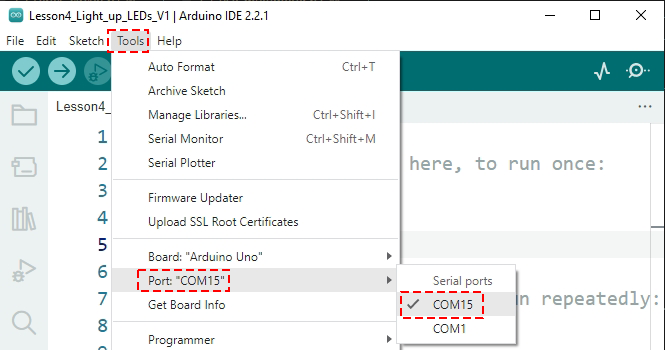 Lesson4_Light_up_LEDs_V1 | Arduino IDE 2.2.1
File Edit Sketch Tools Help
Auto Format Ctrl+T
Archive Sketch
Manage Libraries... Ctrl+Shift+I
Serial Monitor Ctrl+Shift+M
Serial Plotter
Firmware Updater
Upload SSL Root Certificates
Board: "Arduino Uno"
Port: "COM15"
Get Board Info
Programmer
Serial ports
COM15
COM1
Lesson4_
1
2 here, to run once:
3
4
5
6
7 n repeatedly:
8
9